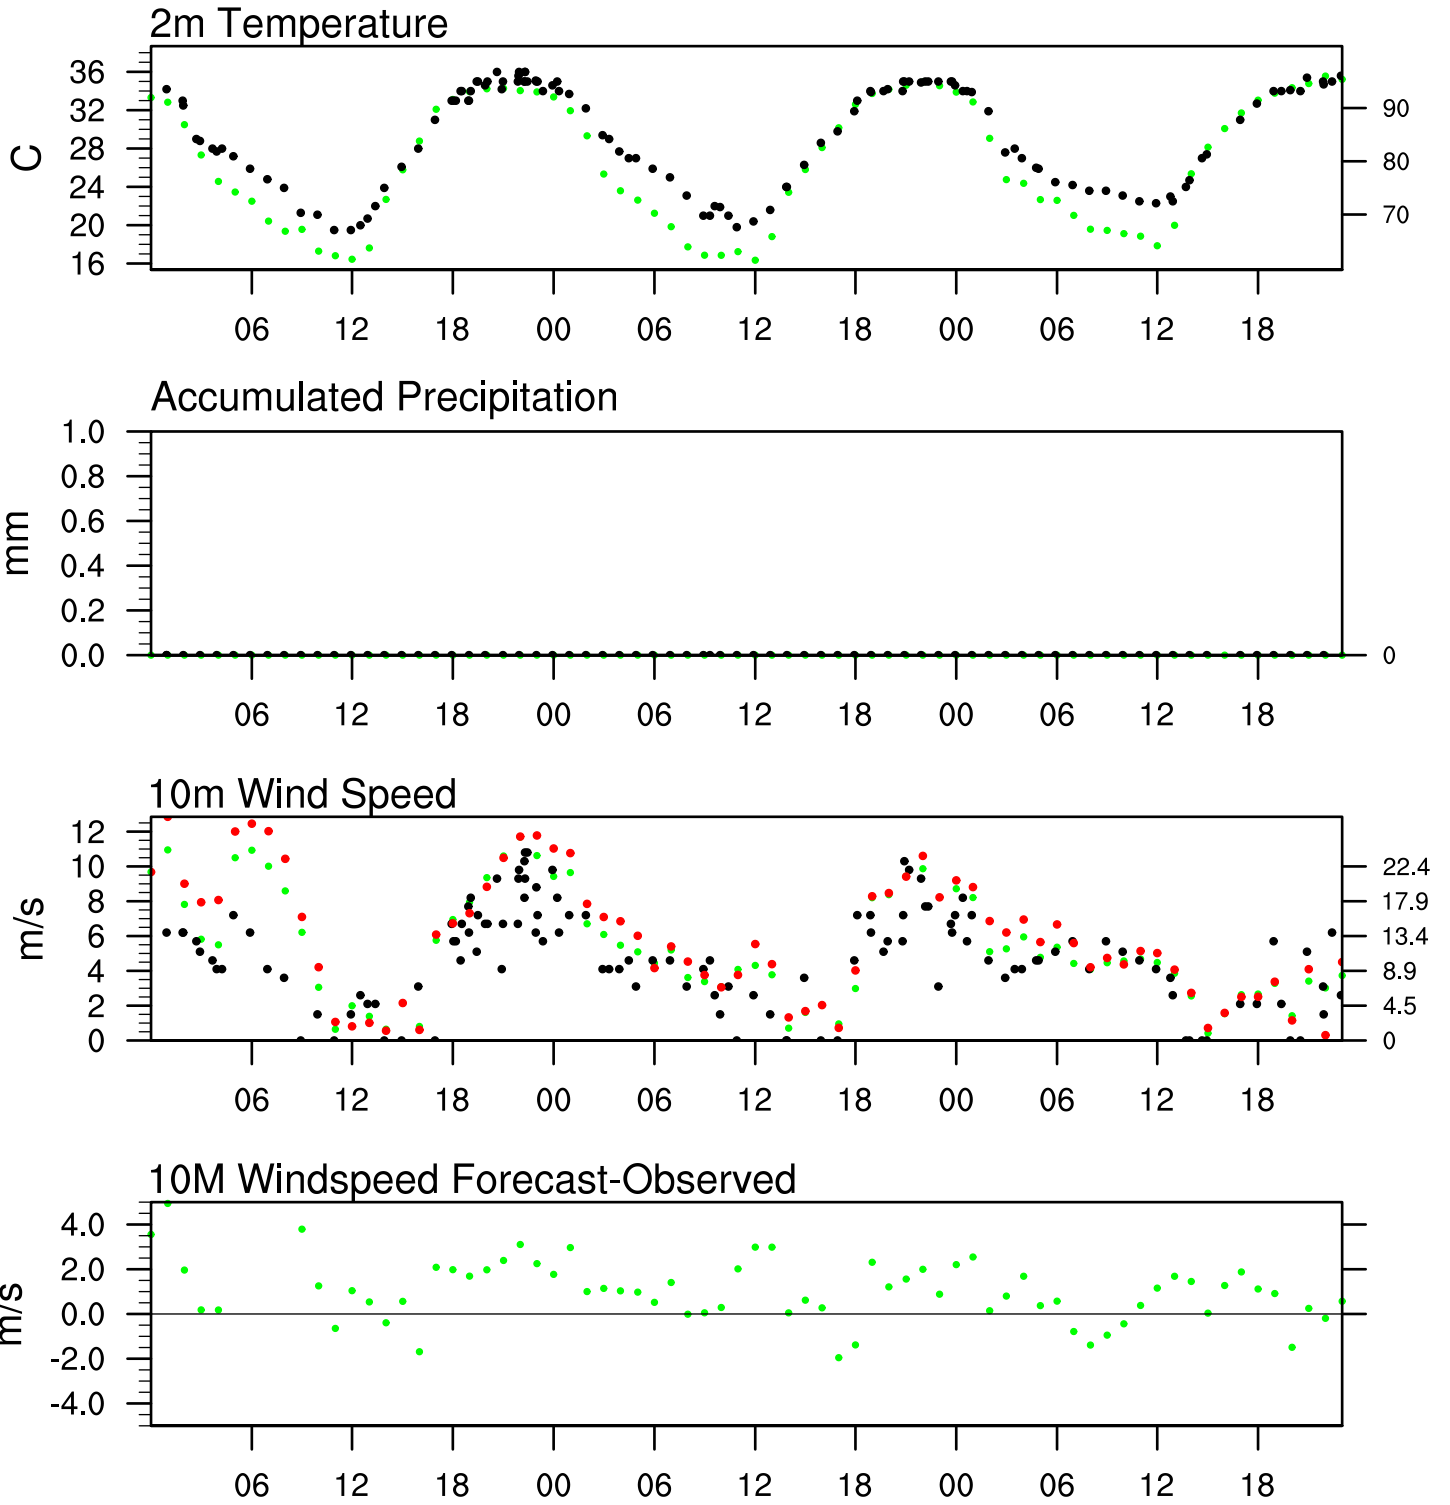 2m Temperature
36
32 90
28 80
C
24
20 70
16
06 12 18 00 06 12 18 00 06 12 18
Accumulated Precipitation
1.0
0.8
0.6
mm
0.4
0.2
0.0 0
06 12 18 00 06 12 18 00 06 12 18
10m Wind Speed
12
10 22.4
8 17.9
m/s
6 13.4
4 8.9
2 4.5
0 0
06 12 18 00 06 12 18 00 06 12 18
10M Windspeed Forecast-Observed
4.0
2.0
m/s
0.0
-2.0
-4.0
06 12 18 00 06 12 18 00 06 12 18